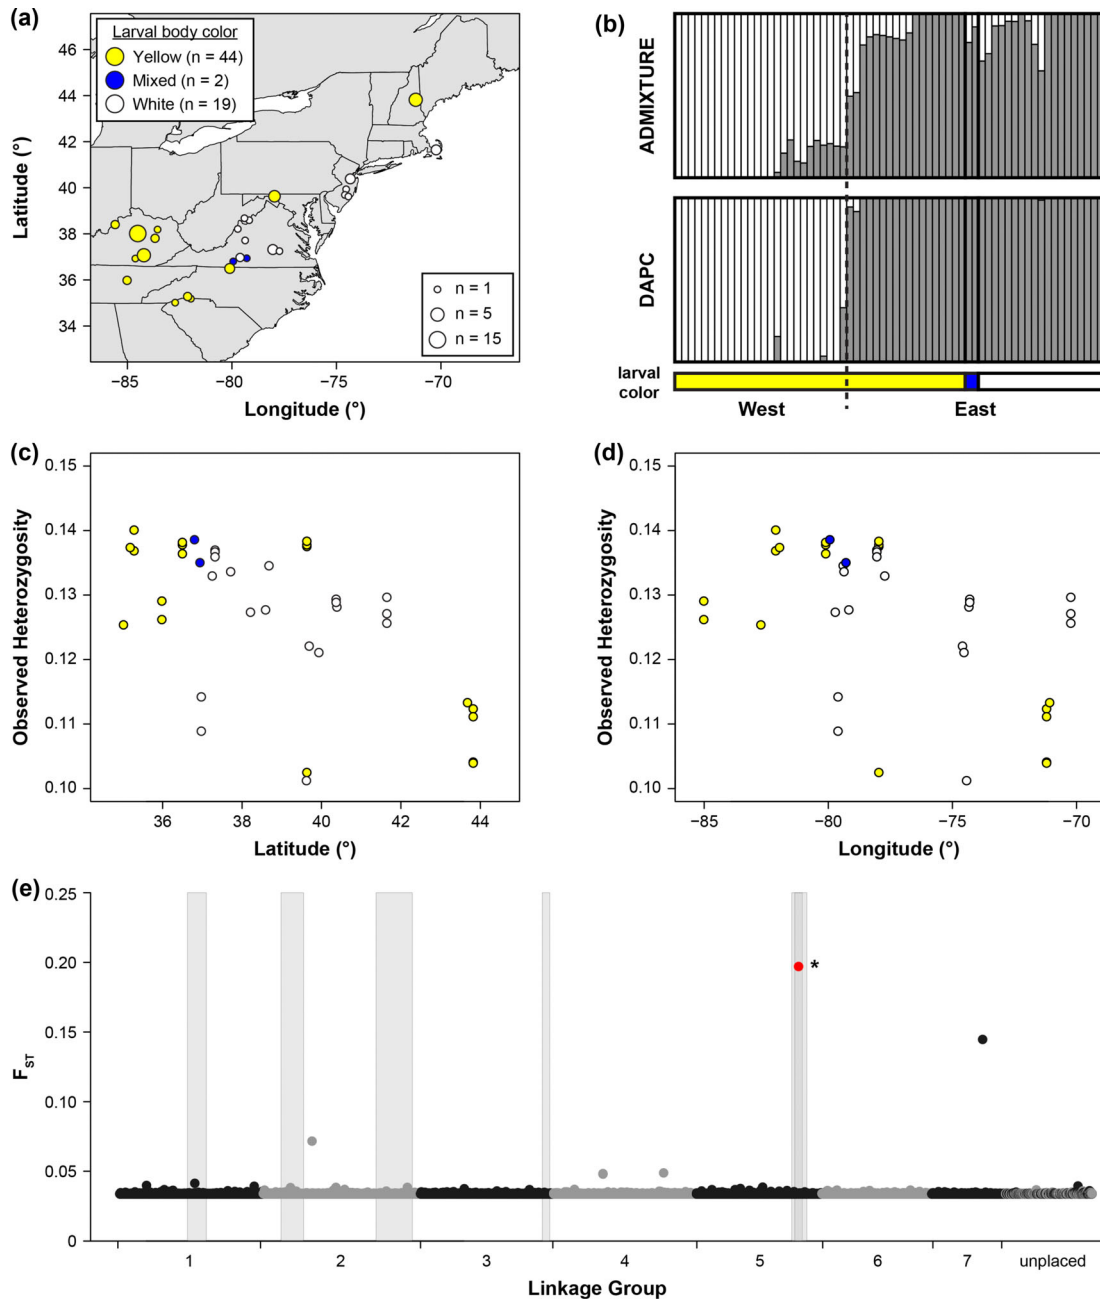 (a)
Larval body color
Yellow (n = 44)
Mixed (n = 2)
White (n = 19)
46
44
42
40
38
36
34
Latitude (°)
n = 1
n = 5
n = 15
−85
−80
−75
−70
Longitude (°)
(b)
ADMIXTURE
DAPC
larval
color
West
East
(c)
0.15
0.14
0.13
0.12
0.11
0.10
Observed Heterozygosity
36
38
40
42
44
Latitude (°)
(d)
0.15
0.14
0.13
0.12
0.11
0.10
Observed Heterozygosity
−85
−80
−75
−70
Longitude (°)
(e)
0.25
0.20
0.15
0.10
0.05
0
FST
*
1
2
3
4
5
6
7
unplaced
Linkage Group